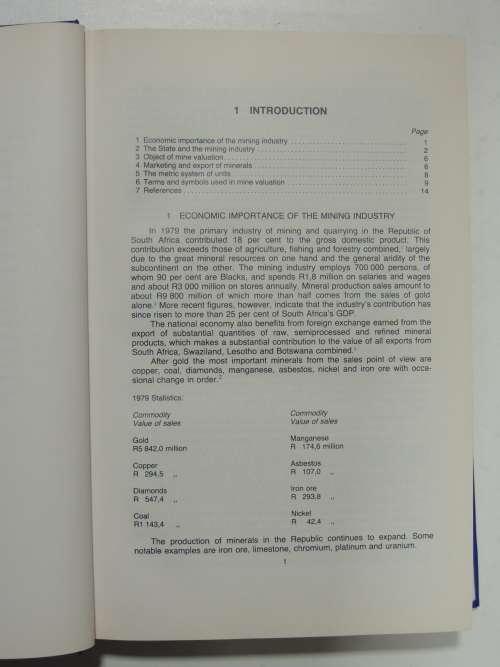 1 INTRODUCTION
Page
1 Economic importance of the mining industry . . . . . . . . . . . . . . . . . . . . . . . . . . . . . . 1
2 The State and the mining industry . . . . . . . . . . . . . . . . . . . . . . . . . . . . . . 2
3 Object of mine valuation . . . . . . . . . . . . . . . . . . . . . . . . . . . . . . 6
4 Marketing and export of minerals . . . . . . . . . . . . . . . . . . . . . . . . . . . . . . 6
5 The metric system of units . . . . . . . . . . . . . . . . . . . . . . . . . . . . . . 8
6 Terms and symbols used in mine valuation . . . . . . . . . . . . . . . . . . . . . . . . . . . . . . 9
7 References . . . . . . . . . . . . . . . . . . . . . . . . . . . . . . 14
1 ECONOMIC IMPORTANCE OF THE MINING INDUSTRY
In 1979 the primary industry of mining and quarrying in the Republic of
South Africa contributed 18 per cent to the gross domestic product. This
contribution exceeds those of agriculture, fishing and forestry combined,¹ largely
due to the great mineral resources on one hand and the general aridity of the
subcontinent on the other. The mining industry employs 700 000 persons, of
whom 90 per cent are Blacks, and spends R1,8 million on salaries and wages
and about R3 000 million on stores annually. Mineral production sales amount to
about R9 800 million of which more than half comes from the sales of gold
alone.¹ More recent figures, however, indicate that the industry's contribution has
since risen to more than 25 per cent of South Africa's GDP.
The national economy also benefits from foreign exchange earned from the
export of substantial quantities of raw, semiprocessed and refined mineral
products, which makes a substantial contribution to the value of all exports from
South Africa, Swaziland, Lesotho and Botswana combined.¹
After gold the most important minerals from the sales point of view are
copper, coal, diamonds, manganese, asbestos, nickel and iron ore with occa-
sional change in order.²
1979 Statistics:
Commodity
Value of sales
Commodity
Value of sales
Gold
R5 842,0 million
Manganese
R 174,6 million
Copper
R 294,5 ,,
Asbestos
R 107,0 ,,
Diamonds
R 547,4 ,,
Iron ore
R 293,8 ,,
Coal
R1 143,4 ,,
Nickel
R 42,4 ,,
The production of minerals in the Republic continues to expand. Some
notable examples are iron ore, limestone, chromium, platinum and uranium.
1